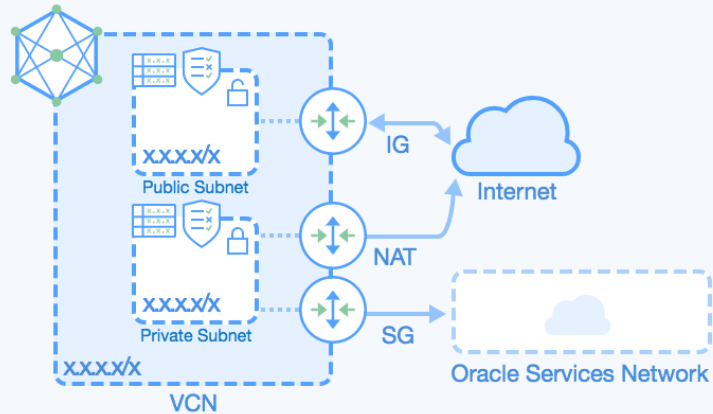 x.x.x
x.x.x.x/x
Public Subnet
IG
Internet
x.x.x
x.x.x.x/x
Private Subnet
NAT
SG
x.x.x.x/x
VCN
Oracle Services Network